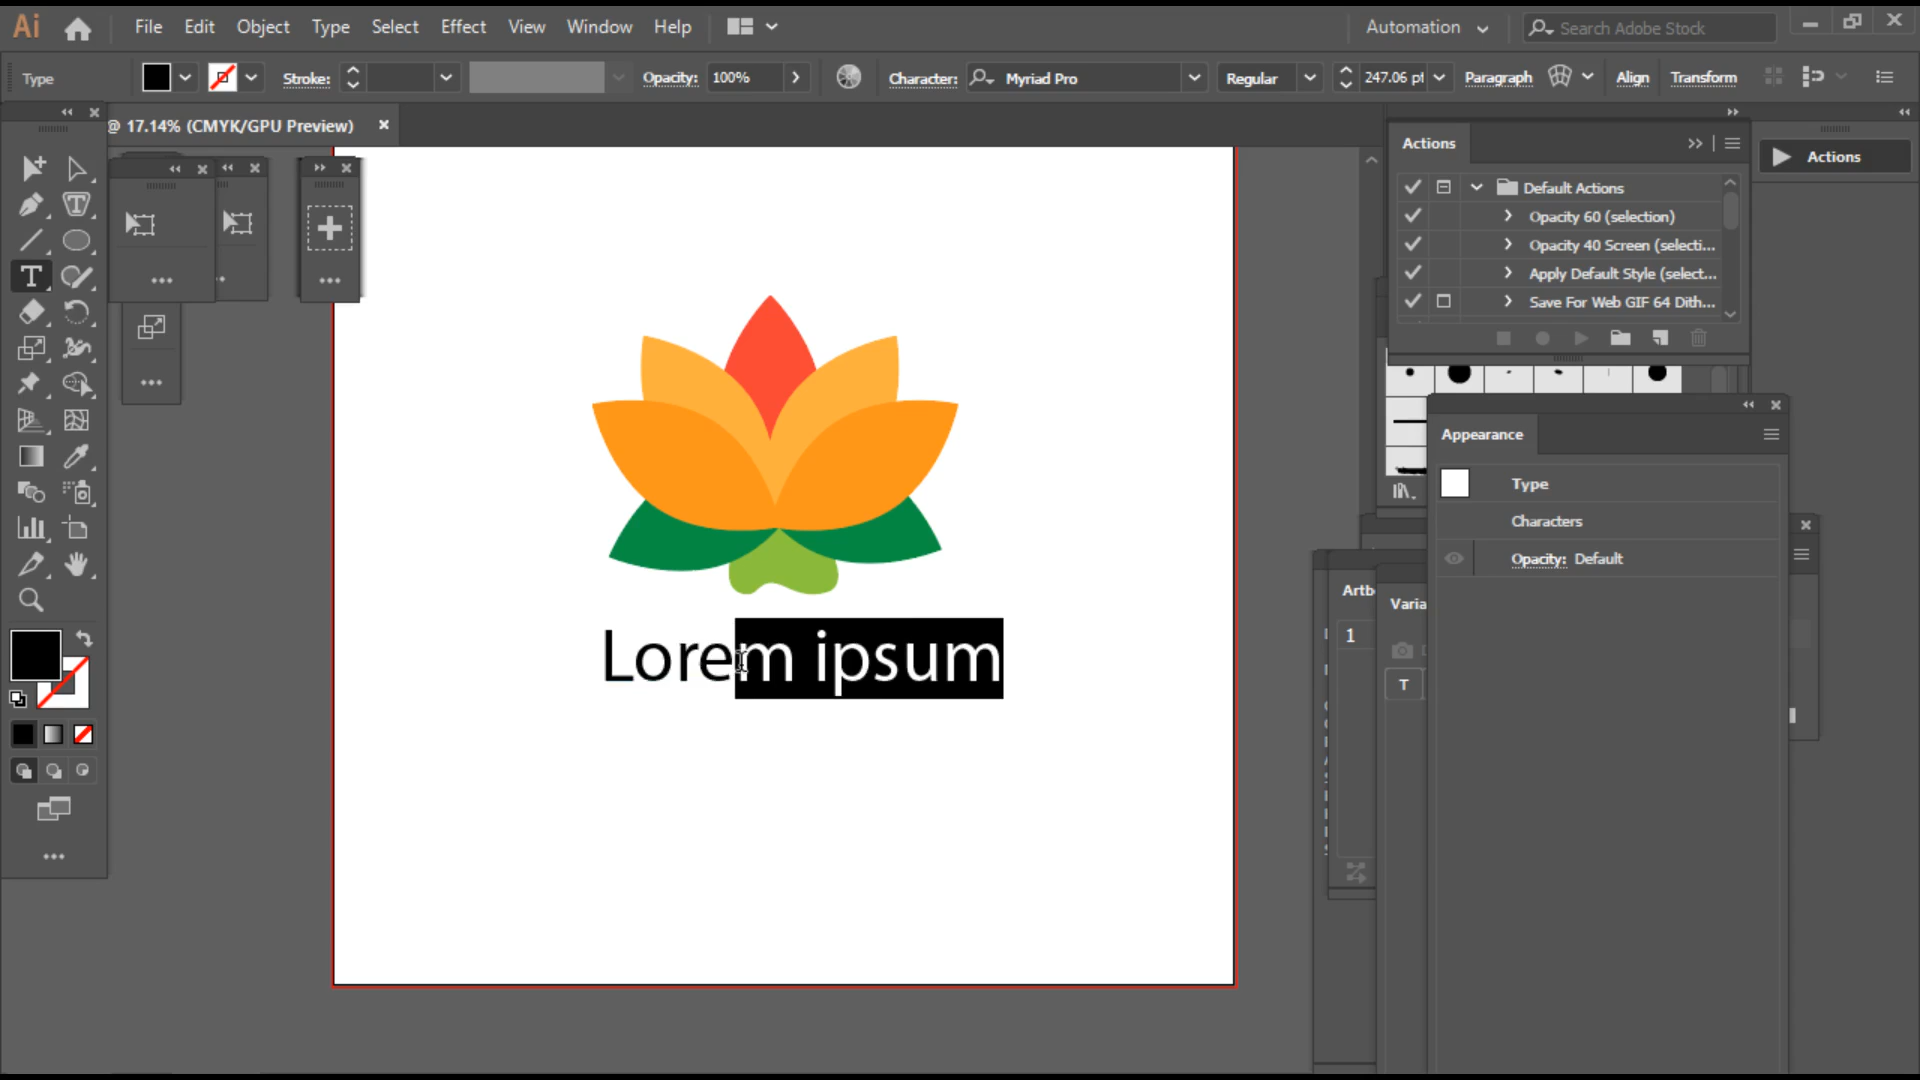 Ai File Edit Object Type Select Effect View Window Help Automation Search Adobe Stock
Type Stroke: Opacity: 100% Character: Myriad Pro Regular 247.06 pt Paragraph Align Transform
@ 17.14% (CMYK/GPU Preview)
Actions
Actions
Default Actions
Opacity 60 (selection)
Opacity 40 Screen (selecti...
Apply Default Style (select...
Save For Web GIF 64 Dith...
Appearance
Type
Characters
Opacity: Default
Artb
1
Varia
T
Lorem ipsum